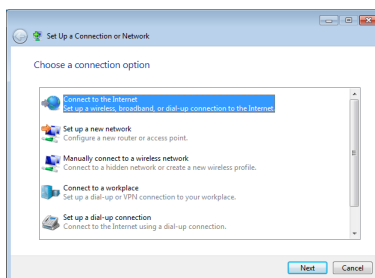 Set Up a Connection or Network
Choose a connection option
Connect to the Internet
Set up a wireless, broadband, or dial-up connection to the Internet.
Set up a new network
Configure a new router or access point.
Manually connect to a wireless network
Connect to a hidden network or create a new wireless profile.
Connect to a workplace
Set up a dial-up or VPN connection to your workplace.
Set up a dial-up connection
Connect to the Internet using a dial-up connection.
Next
Cancel